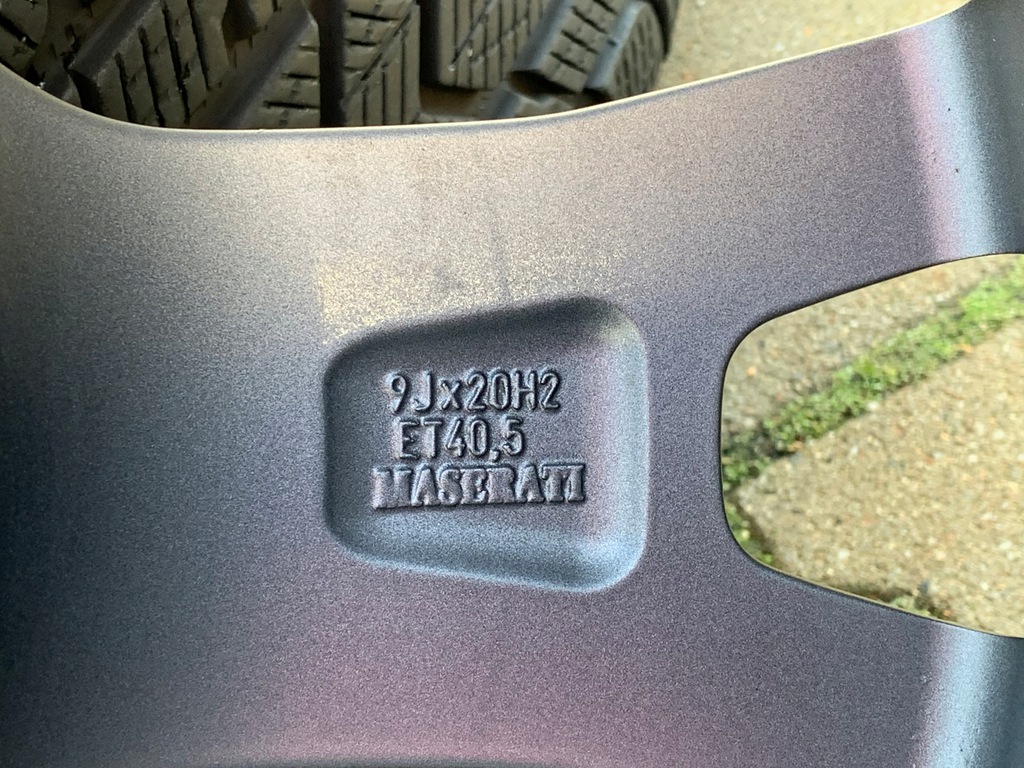 9Jx20H2
ET40,5
MASERATI